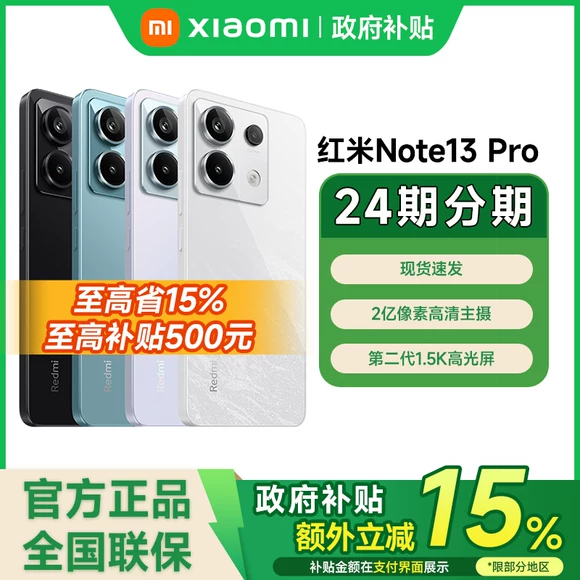 xiaomi | 政府补贴
红米Note13 Pro
24期分期
现货速发
2亿像素高清主摄
第二代1.5K高光屏
至高省15%
至高补贴500元
Redmi
Redmi
Redmi
Redmi
官方正品
全国联保
政府补贴
额外立减
15%
补贴金额在支付界面展示
*限部分地区